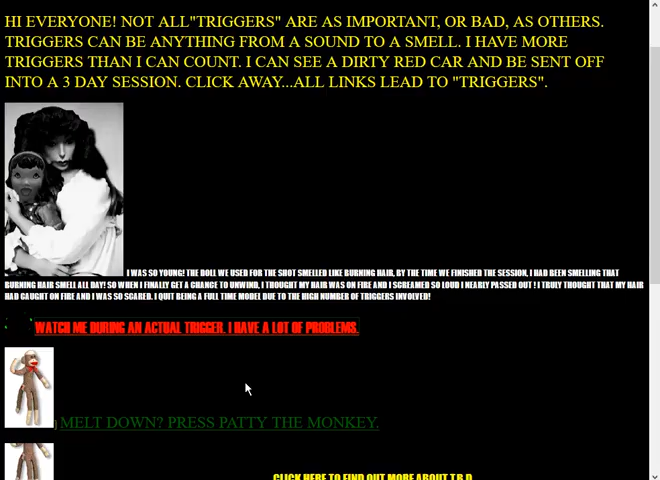 HI EVERYONE! NOT ALL"TRIGGERS" ARE AS IMPORTANT, OR BAD, AS OTHERS.
TRIGGERS CAN BE ANYTHING FROM A SOUND TO A SMELL. I HAVE MORE
TRIGGERS THAN I CAN COUNT. I CAN SEE A DIRTY RED CAR AND BE SENT OFF
INTO A 3 DAY SESSION. CLICK AWAY...ALL LINKS LEAD TO "TRIGGERS".
I WAS SO YOUNG! THE DOLL WE USED FOR THE SHOT SMELLED LIKE BURNING HAIR, BY THE TIME WE FINISHED THE SESSION, I HAD BEEN SMELLING THAT
BURNING HAIR SMELL ALL DAY! SO WHEN I FINALLY GET A CHANCE TO UNWIND, I THOUGHT MY HAIR WAS ON FIRE AND I SCREAMED SO LOUD I NEARLY PASSED OUT ! I TRULY THOUGHT THAT MY HAIR
HAD CAUGHT ON FIRE AND I WAS SO SCARED. I QUIT BEING A FULL TIME MODEL DUE TO THE HIGH NUMBER OF TRIGGERS INVOLVED!
WATCH ME DURING AN ACTUAL TRIGGER. I HAVE A LOT OF PROBLEMS.
MELT DOWN? PRESS PATTY THE MONKEY.
CLICK HERE TO FIND OUT MORE ABOUT T.R.D